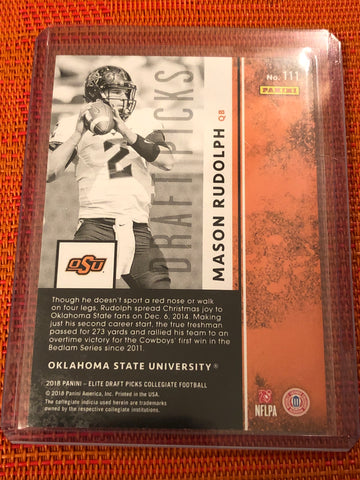 No. 111
PANINI
DRAFT PICKS
MASON RUDOLPH QB
2
OSU
Though he doesn't sport a red nose or walk
on four legs, Rudolph spread Christmas joy to
Oklahoma State fans on Dec. 6, 2014. Making
just his second career start, the true freshman
passed for 273 yards and rallied his team to an
overtime victory for the Cowboys' first win in the
Bedlam Series since 2011.
OKLAHOMA STATE UNIVERSITY®
2018 PANINI – ELITE DRAFT PICKS COLLEGIATE FOOTBALL
© 2018 Panini America, Inc. Printed in the USA.
The collegiate indicia used herein are trademarks
owned by the respective collegiate institutions.
NFLPA